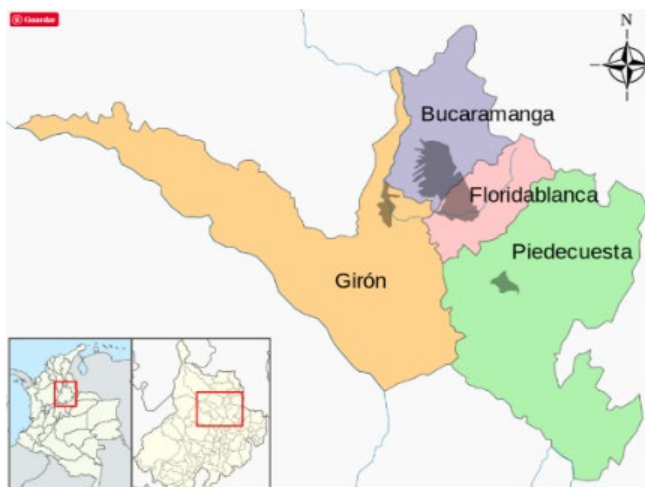 Guardar
N
Bucaramanga
Floridablanca
Piedecuesta
Girón